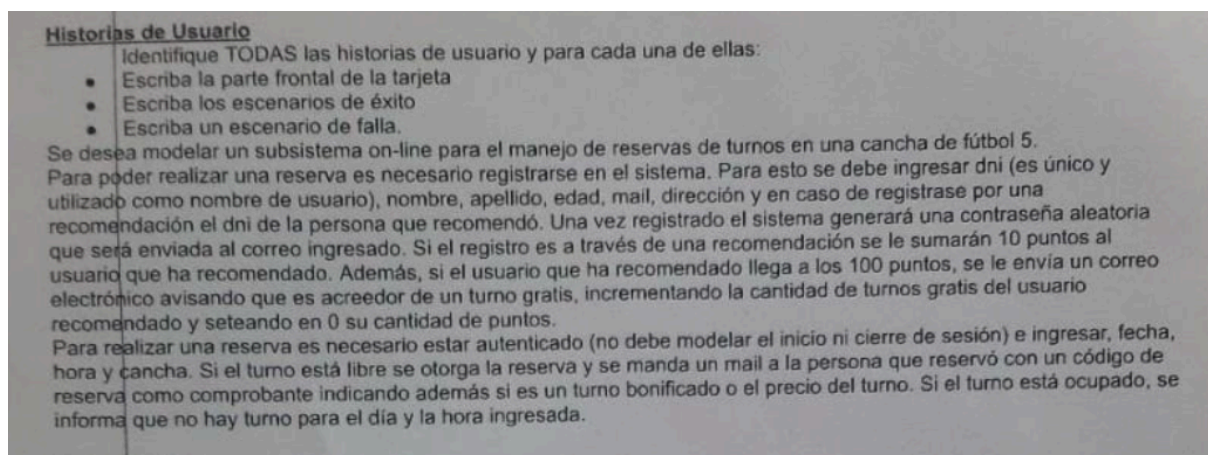 Historias de Usuario
Identifique TODAS las historias de usuario y para cada una de ellas:
• Escriba la parte frontal de la tarjeta
• Escriba los escenarios de éxito
• Escriba un escenario de falla.
Se desea modelar un subsistema on-line para el manejo de reservas de turnos en una cancha de fútbol 5.
Para poder realizar una reserva es necesario registrarse en el sistema. Para esto se debe ingresar dni (es único y
utilizado como nombre de usuario), nombre, apellido, edad, mail, dirección y en caso de registrase por una
recomendación el dni de la persona que recomendó. Una vez registrado el sistema generará una contraseña aleatoria
que será enviada al correo ingresado. Si el registro es a través de una recomendación se le sumarán 10 puntos al
usuario que ha recomendado. Además, si el usuario que ha recomendado llega a los 100 puntos, se le envía un correo
electrónico avisando que es acreedor de un turno gratis, incrementando la cantidad de turnos gratis del usuario
recomendado y seteando en 0 su cantidad de puntos.
Para realizar una reserva es necesario estar autenticado (no debe modelar el inicio ni cierre de sesión) e ingresar, fecha,
hora y cancha. Si el turno está libre se otorga la reserva y se manda un mail a la persona que reservó con un código de
reserva como comprobante indicando además si es un turno bonificado o el precio del turno. Si el turno está ocupado, se
informa que no hay turno para el día y la hora ingresada.